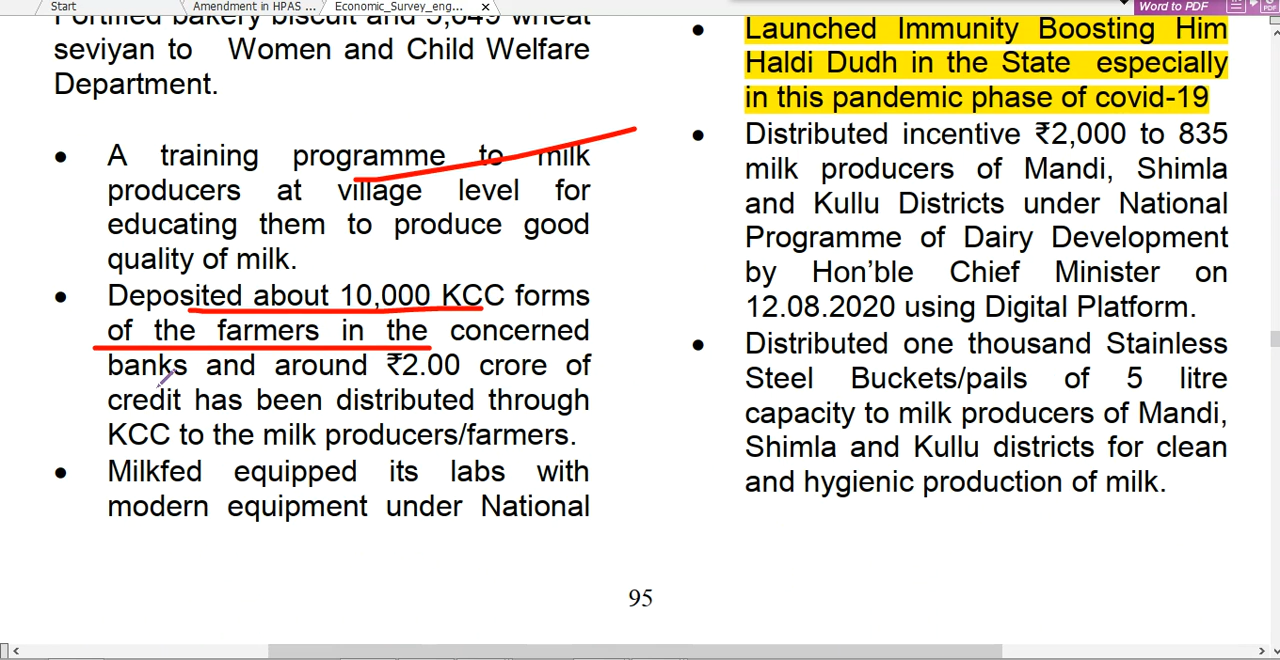 Start
Amendment in HPAS ...
Economic_Survey_eng...
Word to PDF
Fortified bakery biscuit and 5,649 wheat
seviyan to Women and Child Welfare
Department.
• A training programme to milk
producers at village level for
educating them to produce good
quality of milk.
• Deposited about 10,000 KCC forms
of the farmers in the concerned
banks and around ₹2.00 crore of
credit has been distributed through
KCC to the milk producers/farmers.
• Milkfed equipped its labs with
modern equipment under National
• Launched Immunity Boosting Him
Haldi Dudh in the State especially
in this pandemic phase of covid-19
• Distributed incentive ₹2,000 to 835
milk producers of Mandi, Shimla
and Kullu Districts under National
Programme of Dairy Development
by Hon’ble Chief Minister on
12.08.2020 using Digital Platform.
• Distributed one thousand Stainless
Steel Buckets/pails of 5 litre
capacity to milk producers of Mandi,
Shimla and Kullu districts for clean
and hygienic production of milk.
95